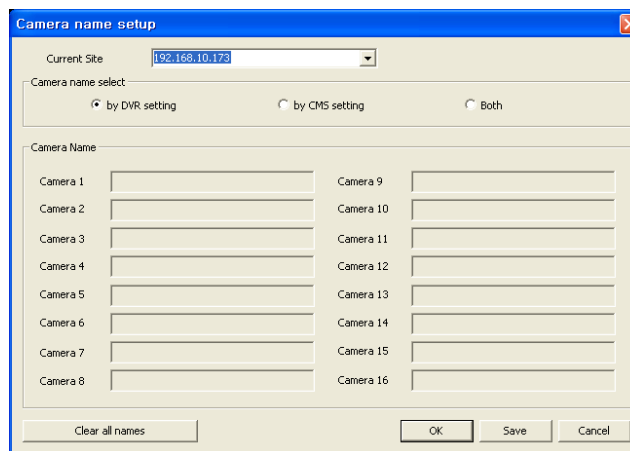 Camera name setup
Current Site 192.168.10.173
Camera name select
by DVR setting by CMS setting Both
Camera Name
Camera 1 Camera 9
Camera 2 Camera 10
Camera 3 Camera 11
Camera 4 Camera 12
Camera 5 Camera 13
Camera 6 Camera 14
Camera 7 Camera 15
Camera 8 Camera 16
Clear all names OK Save Cancel